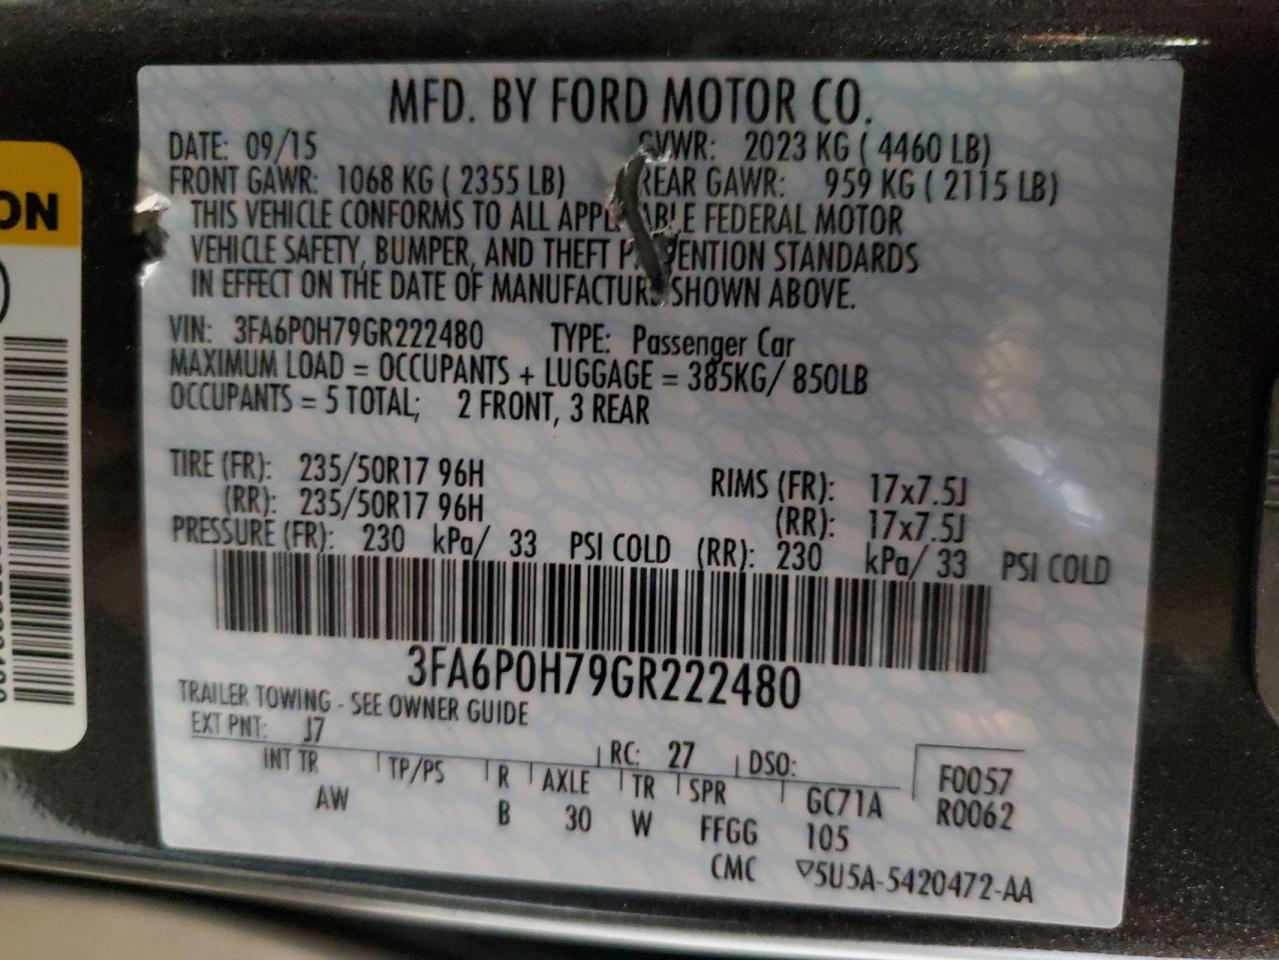 MFD. BY FORD MOTOR CO.
DATE: 09/15 GVWR: 2023 KG ( 4460 LB)
FRONT GAWR: 1068 KG ( 2355 LB) REAR GAWR: 959 KG ( 2115 LB)
THIS VEHICLE CONFORMS TO ALL APPLICABLE FEDERAL MOTOR
VEHICLE SAFETY, BUMPER, AND THEFT PREVENTION STANDARDS
IN EFFECT ON THE DATE OF MANUFACTURE SHOWN ABOVE.
VIN: 3FA6P0H79GR222480 TYPE: Passenger Car
MAXIMUM LOAD = OCCUPANTS + LUGGAGE = 385KG/ 850LB
OCCUPANTS = 5 TOTAL; 2 FRONT, 3 REAR
TIRE (FR): 235/50R17 96H RIMS (FR): 17x7.5J
(RR): 235/50R17 96H (RR): 17x7.5J
PRESSURE (FR): 230 kPa/ 33 PSI COLD (RR): 230 kPa/ 33 PSI COLD
3FA6P0H79GR222480
TRAILER TOWING - SEE OWNER GUIDE
EXT PNT: J7 RC: 27 DSO:
INT TR TP/PS R AXLE TR SPR GC71A F0057
AW B 30 W FFGG 105 R0062
CMC ▽5U5A-5420472-AA
ON